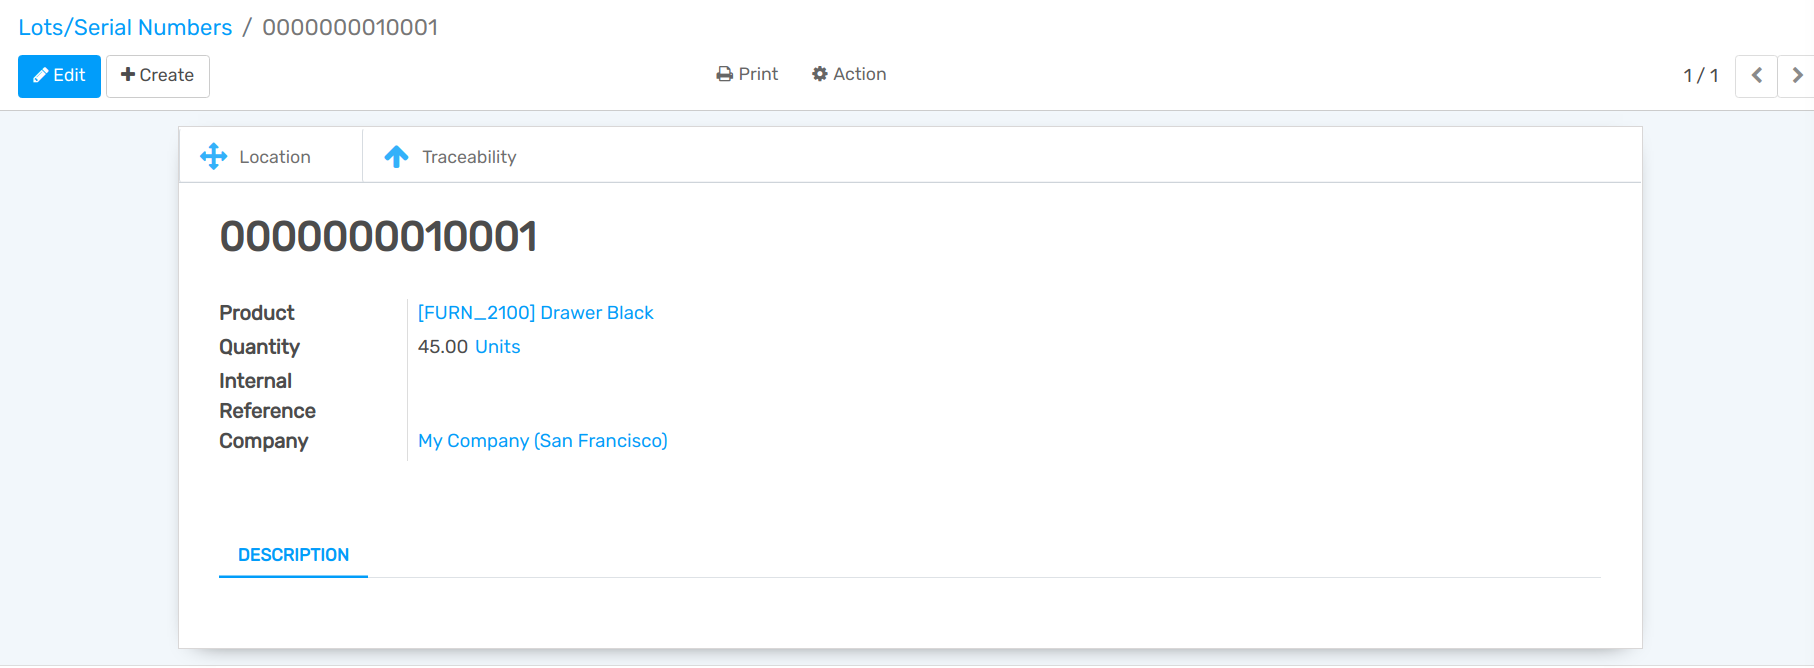 Lots/Serial Numbers / 0000000010001
Edit Create Print Action 1 / 1
Location Traceability
0000000010001
Product [FURN_2100] Drawer Black
Quantity 45.00 Units
Internal
Reference
Company My Company (San Francisco)
DESCRIPTION